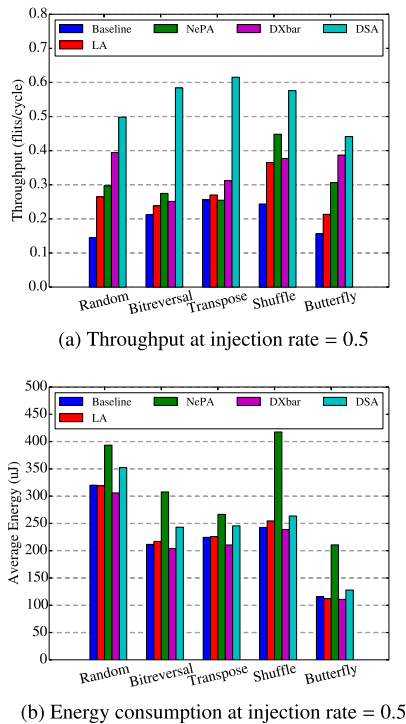 0.8
0.7
0.6
0.5
0.4
0.3
0.2
0.1
0.0
Throughput (flits/cycle)
Baseline NePA DXbar DSA
LA
Random Bitreversal Transpose Shuffle Butterfly
(a) Throughput at injection rate = 0.5
500
450
400
350
300
250
200
150
100
50
0
Average Energy (uJ)
Baseline NePA DXbar DSA
LA
Random Bitreversal Transpose Shuffle Butterfly
(b) Energy consumption at injection rate = 0.5